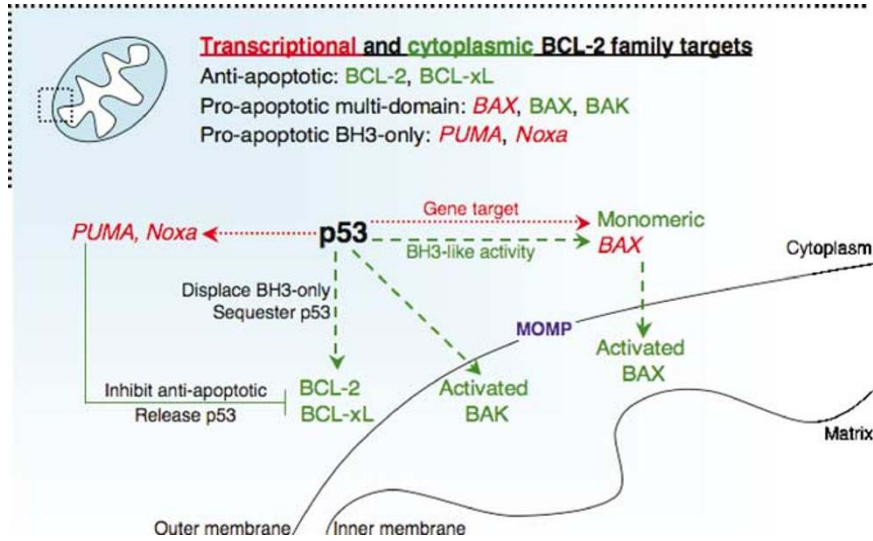 Transcriptional and cytoplasmic BCL-2 family targets
Anti-apoptotic: BCL-2, BCL-xL
Pro-apoptotic multi-domain: BAX, BAX, BAK
Pro-apoptotic BH3-only: PUMA, Noxa
PUMA, Noxa
p53
Gene target
BH3-like activity
Monomeric
BAX
Cytoplasm
Displace BH3-only
Sequester p53
MOMP
Activated
BAX
Inhibit anti-apoptotic
Release p53
BCL-2
BCL-xL
Activated
BAK
Matrix
Outer membrane
Inner membrane